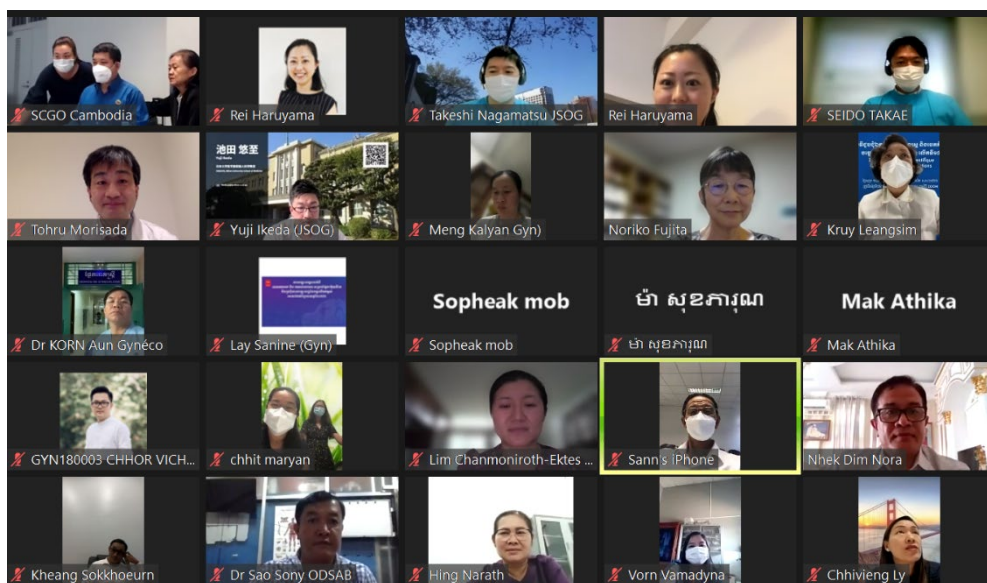 SCGO Cambodia
Rei Haruyama
Takeshi Nagamatsu JSOG
Rei Haruyama
SEIDO TAKAE
Tohru Morisada
池田 悠至
Yuji Ikeda (JSOG)
Meng Kalyan Gyn)
Noriko Fujita
Kruy Leangsim
Dr KORN Aun Gynéco
Lay Sanine (Gyn)
Sopheak mob
Sopheak mob
ម៉ា សុខភារុណ
ម៉ា សុខភារុណ
Mak Athika
Mak Athika
GYN180003 CHHOR VICH...
chhit maryan
Lim Chanmoniroth-Ektes ...
Sann's iPhone
Nhek Dim Nora
Kheang Sokkhoeurn
Dr Sao Sony ODSAB
Hing Narath
Vorn Vamadyna
Chhivieng Ly